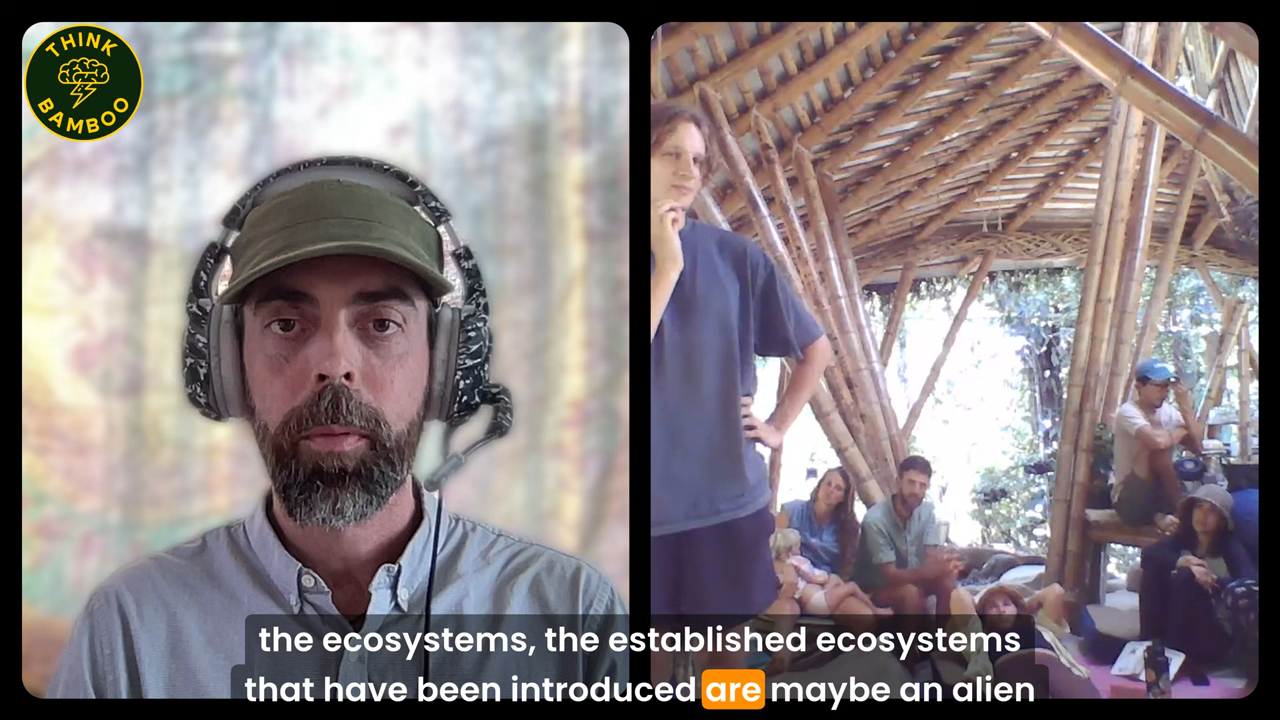 THINK
BAMBOO
the ecosystems, the established ecosystems
that have been introduced are maybe an alien